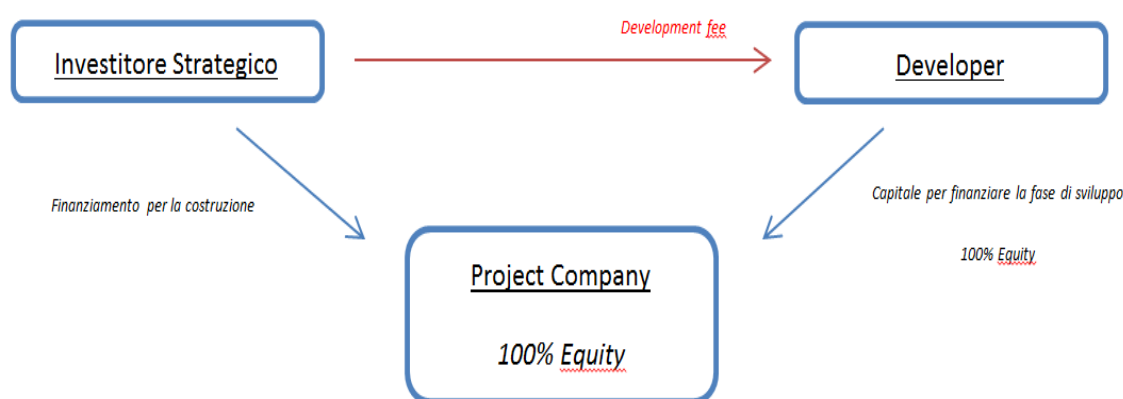 Development fee
Investitore Strategico
Developer
Finanziamento per la costruzione
Capitale per finanziare la fase di sviluppo
100% Equity
Project Company
100% Equity